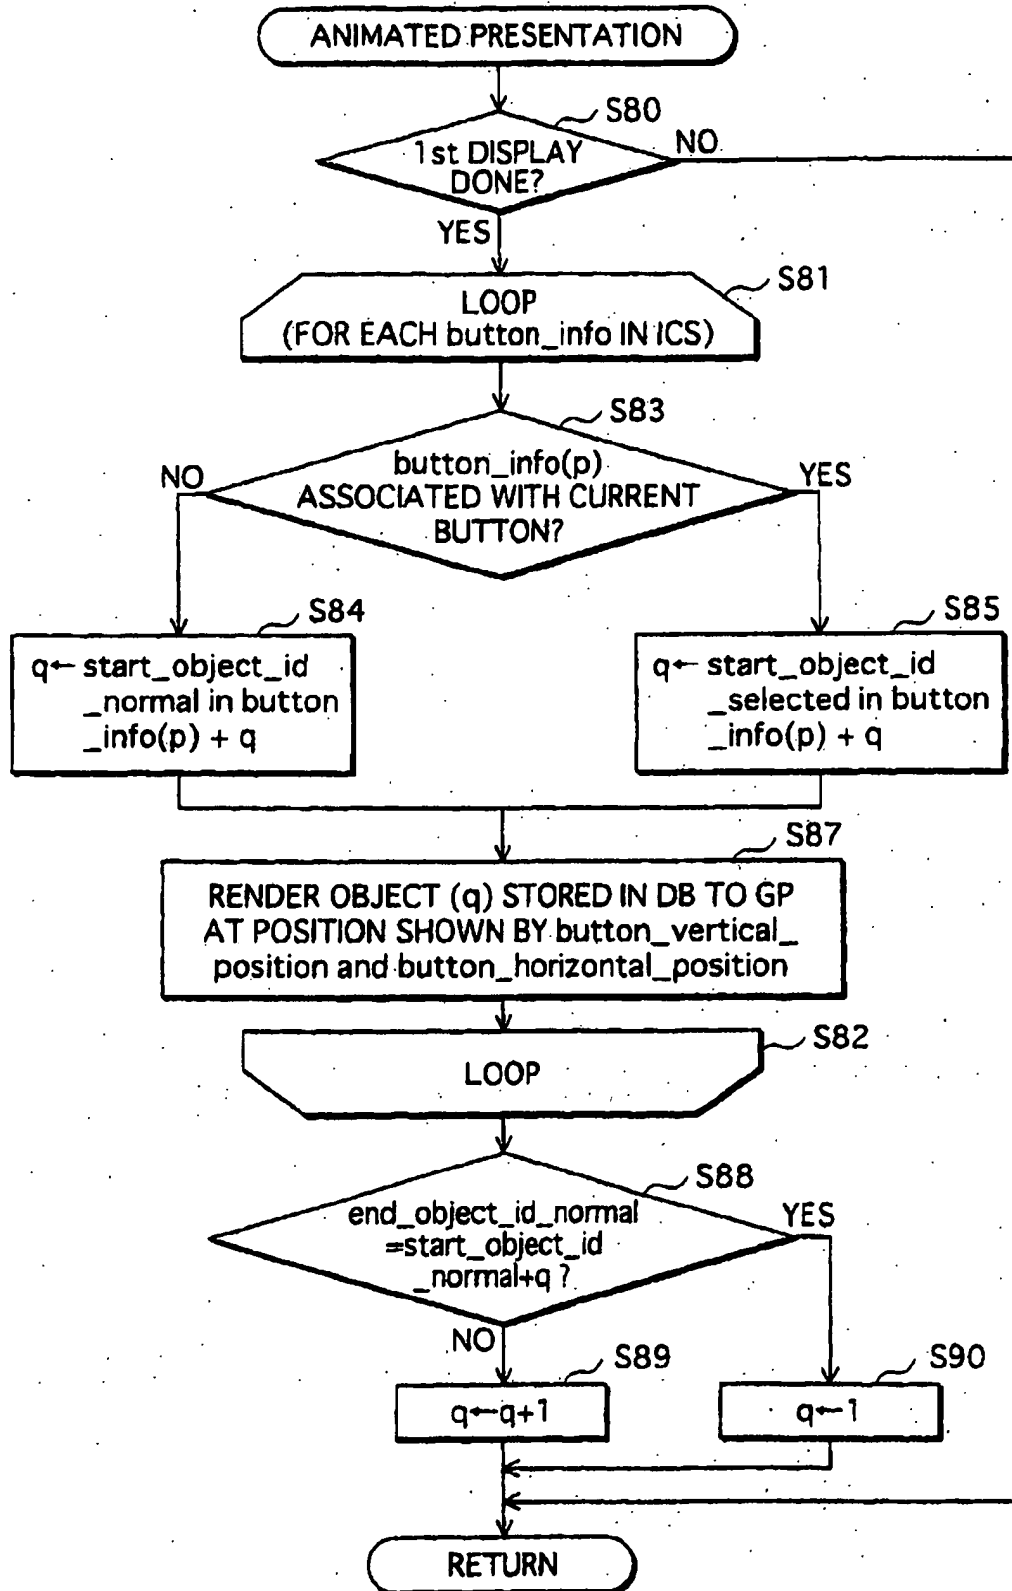 ANIMATED PRESENTATION
S80
1st DISPLAY
DONE?
NO
YES
S81
LOOP
(FOR EACH button_info IN ICS)
S83
button_info(p)
ASSOCIATED WITH CURRENT
BUTTON?
NO
YES
S84
q← start_object_id
_normal in button
_info(p) + q
S85
q← start_object_id
_selected in button
_info(p) + q
S87
RENDER OBJECT (q) STORED IN DB TO GP
AT POSITION SHOWN BY button_vertical_
position and button_horizontal_position
S82
LOOP
S88
end_object_id_normal
=start_object_id
_normal+q ?
YES
NO
S89
q←q+1
S90
q←1
RETURN